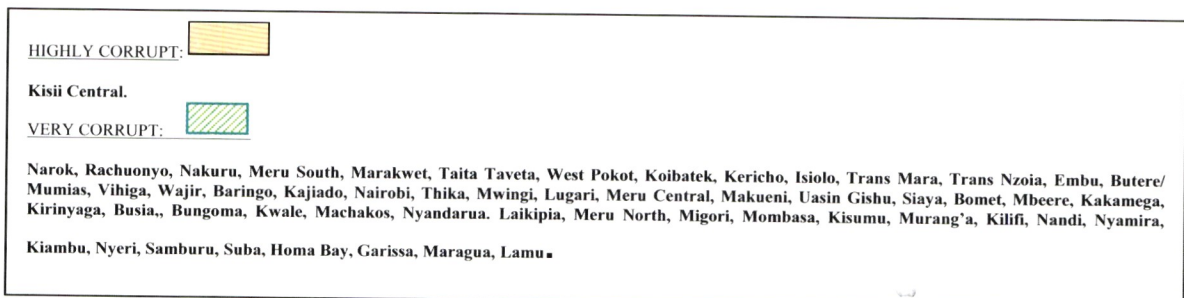 HIGHLY CORRUPT:
Kisii Central.
VERY CORRUPT:
Narok, Rachuonyo, Nakuru, Meru South, Marakwet, Taita Taveta, West Pokot, Koibatek, Kericho, Isiolo, Trans Mara, Trans Nzoia, Embu, Butere/
Mumias, Vihiga, Wajir, Baringo, Kajiado, Nairobi, Thika, Mwingi, Lugari, Meru Central, Makueni, Uasin Gishu, Siaya, Bomet, Mbeere, Kakamega,
Kirinyaga, Busia,, Bungoma, Kwale, Machakos, Nyandarua. Laikipia, Meru North, Migori, Mombasa, Kisumu, Murang'a, Kilifi, Nandi, Nyamira,
Kiambu, Nyeri, Samburu, Suba, Homa Bay, Garissa, Maragua, Lamu.